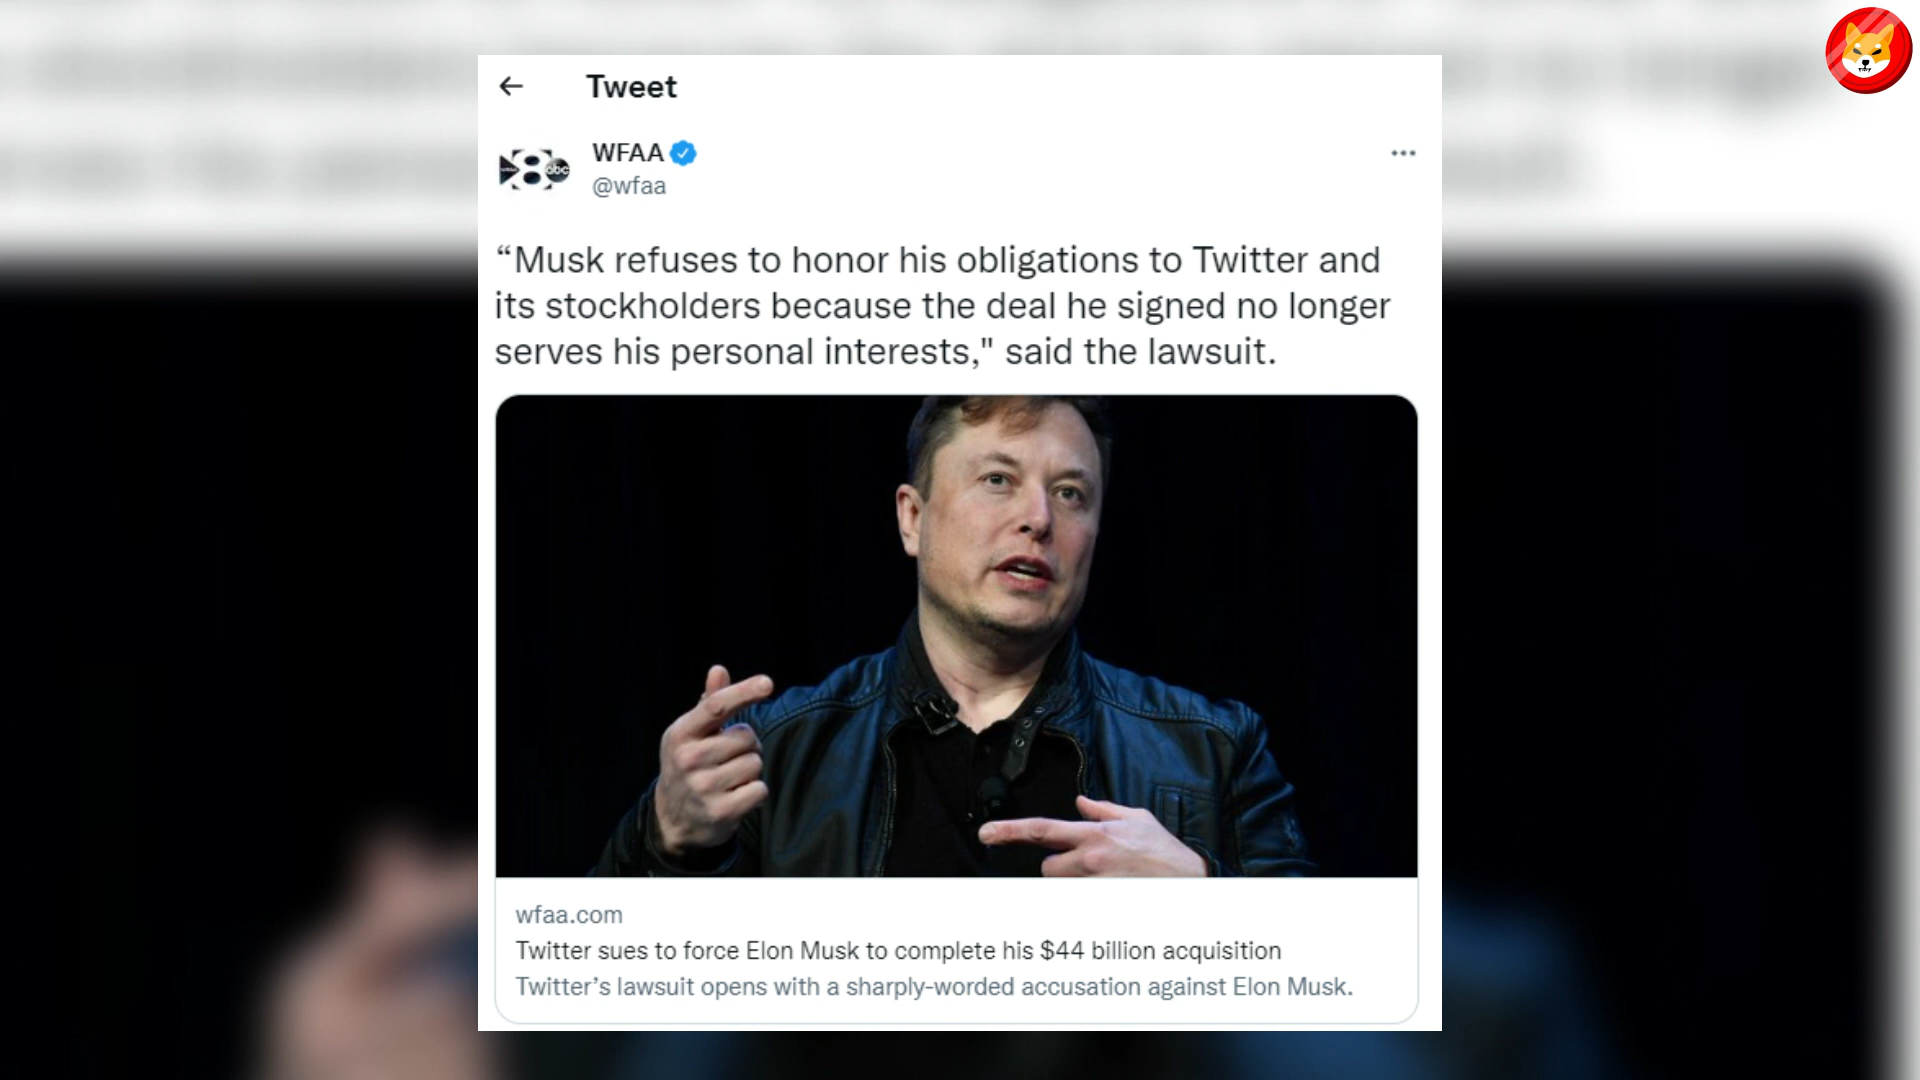 Tweet
WFAA
@wfaa
“Musk refuses to honor his obligations to Twitter and
its stockholders because the deal he signed no longer
serves his personal interests," said the lawsuit.
8
abc
wfaa.com
Twitter sues to force Elon Musk to complete his $44 billion acquisition
Twitter’s lawsuit opens with a sharply-worded accusation against Elon Musk.